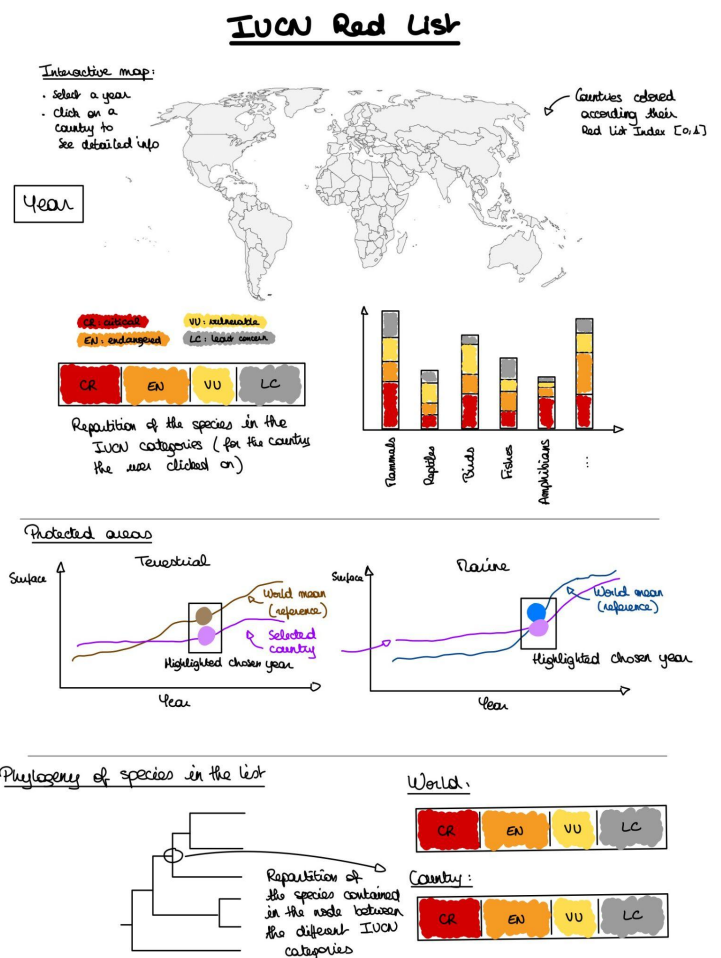 IUCN Red List
Interactive map:
• Select a year
• Click on a
country to
see detailed info
Countries colored
according their
Red List Index [0,1]
Year
CR: critical
VU: vulnerable
EN: endangered
LC: least concern
CR
EN
VU
LC
Repartition of the species in the
IUCN categories (for the country
the user clicked on)
Mammals
Reptiles
Birds
Fishes
Amphibians
...
Protected areas
Terrestrial
Surface
World mean
(reference)
Selected
country
Highlighted chosen year
Year
Marine
Surface
World mean
(reference)
Highlighted chosen year
Year
Phylogeny of species in the list
Repartition of
the species contained
in the node between
the different IUCN
categories
World:
CR
EN
VU
LC
Country:
CR
EN
VU
LC